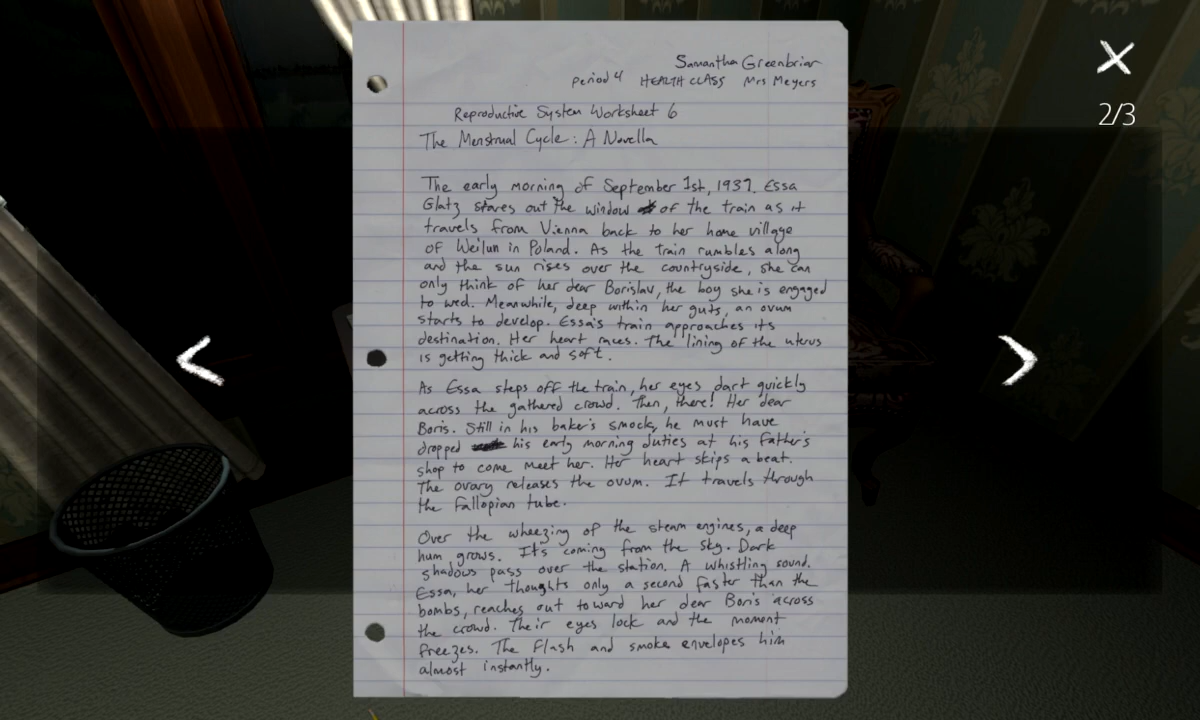 Samantha Greenbriar
period 4 HEALTH CLASS Mrs Meyers
2/3
Reproductive System Worksheet 6
The Menstrual Cycle: A Novella
The early morning of September 1st, 1937. Essa
Glatz stares out the window of the train as it
travels from Vienna back to her home village
of Weilun in Poland. As the train rumbles along
and the sun rises over the countryside, she can
only think of her dear Borislav, the boy she is engaged
to wed. Meanwhile, deep within her guts, an ovum
starts to develop. Essa's train approaches its
destination. Her heart races. The lining of the uterus
is getting thick and soft.
As Essa steps off the train, her eyes dart quickly
across the gathered crowd. Then, there! Her dear
Boris. Still in his baker's smock, he must have
dropped his early morning duties at his father's
shop to come meet her. Her heart skips a beat.
The ovary releases the ovum. It travels through
the fallopian tube.
Over the wheezing of the steam engines, a deep
hum grows. It's coming from the sky. Dark
shadows pass over the station. A whistling sound.
Essa, her thoughts only a second faster than the
bombs, reaches out toward her dear Boris across
the crowd. Their eyes lock and the moment
freezes. The flash and smoke envelopes him
almost instantly.